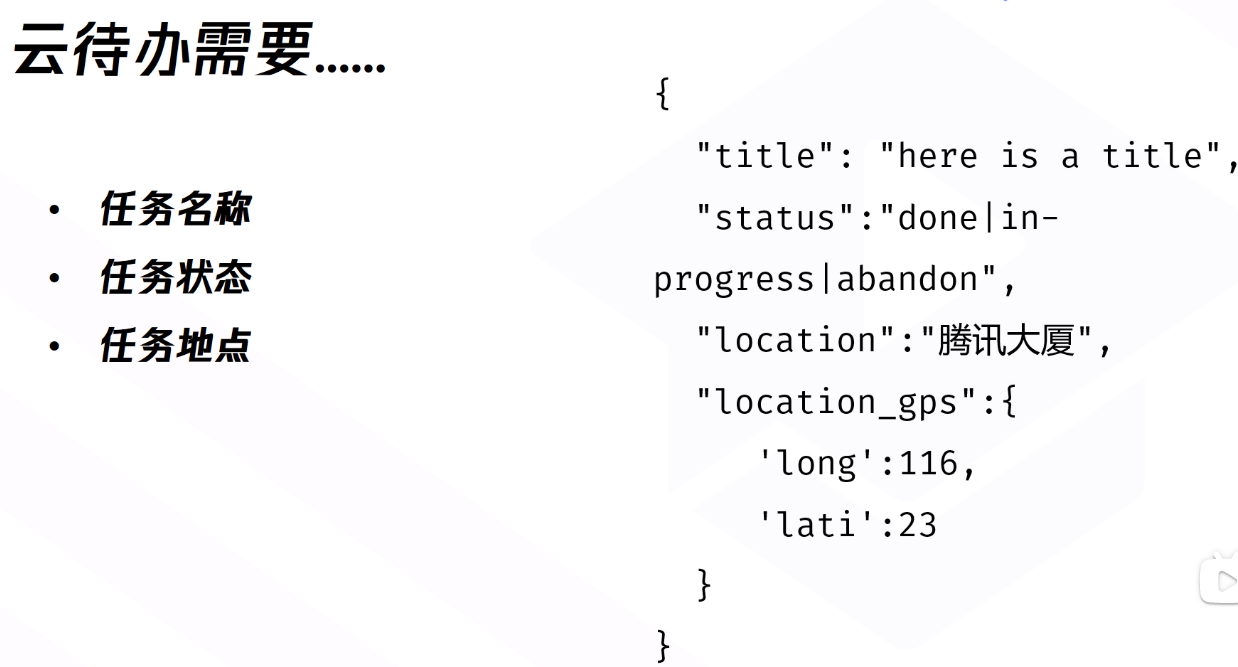 云待办需要......
• 任务名称
• 任务状态
• 任务地点
{
"title": "here is a title",
"status":"done|in-
progress|abandon",
"location":"腾讯大厦",
"location_gps":{
'long':116,
'lati':23
}
}